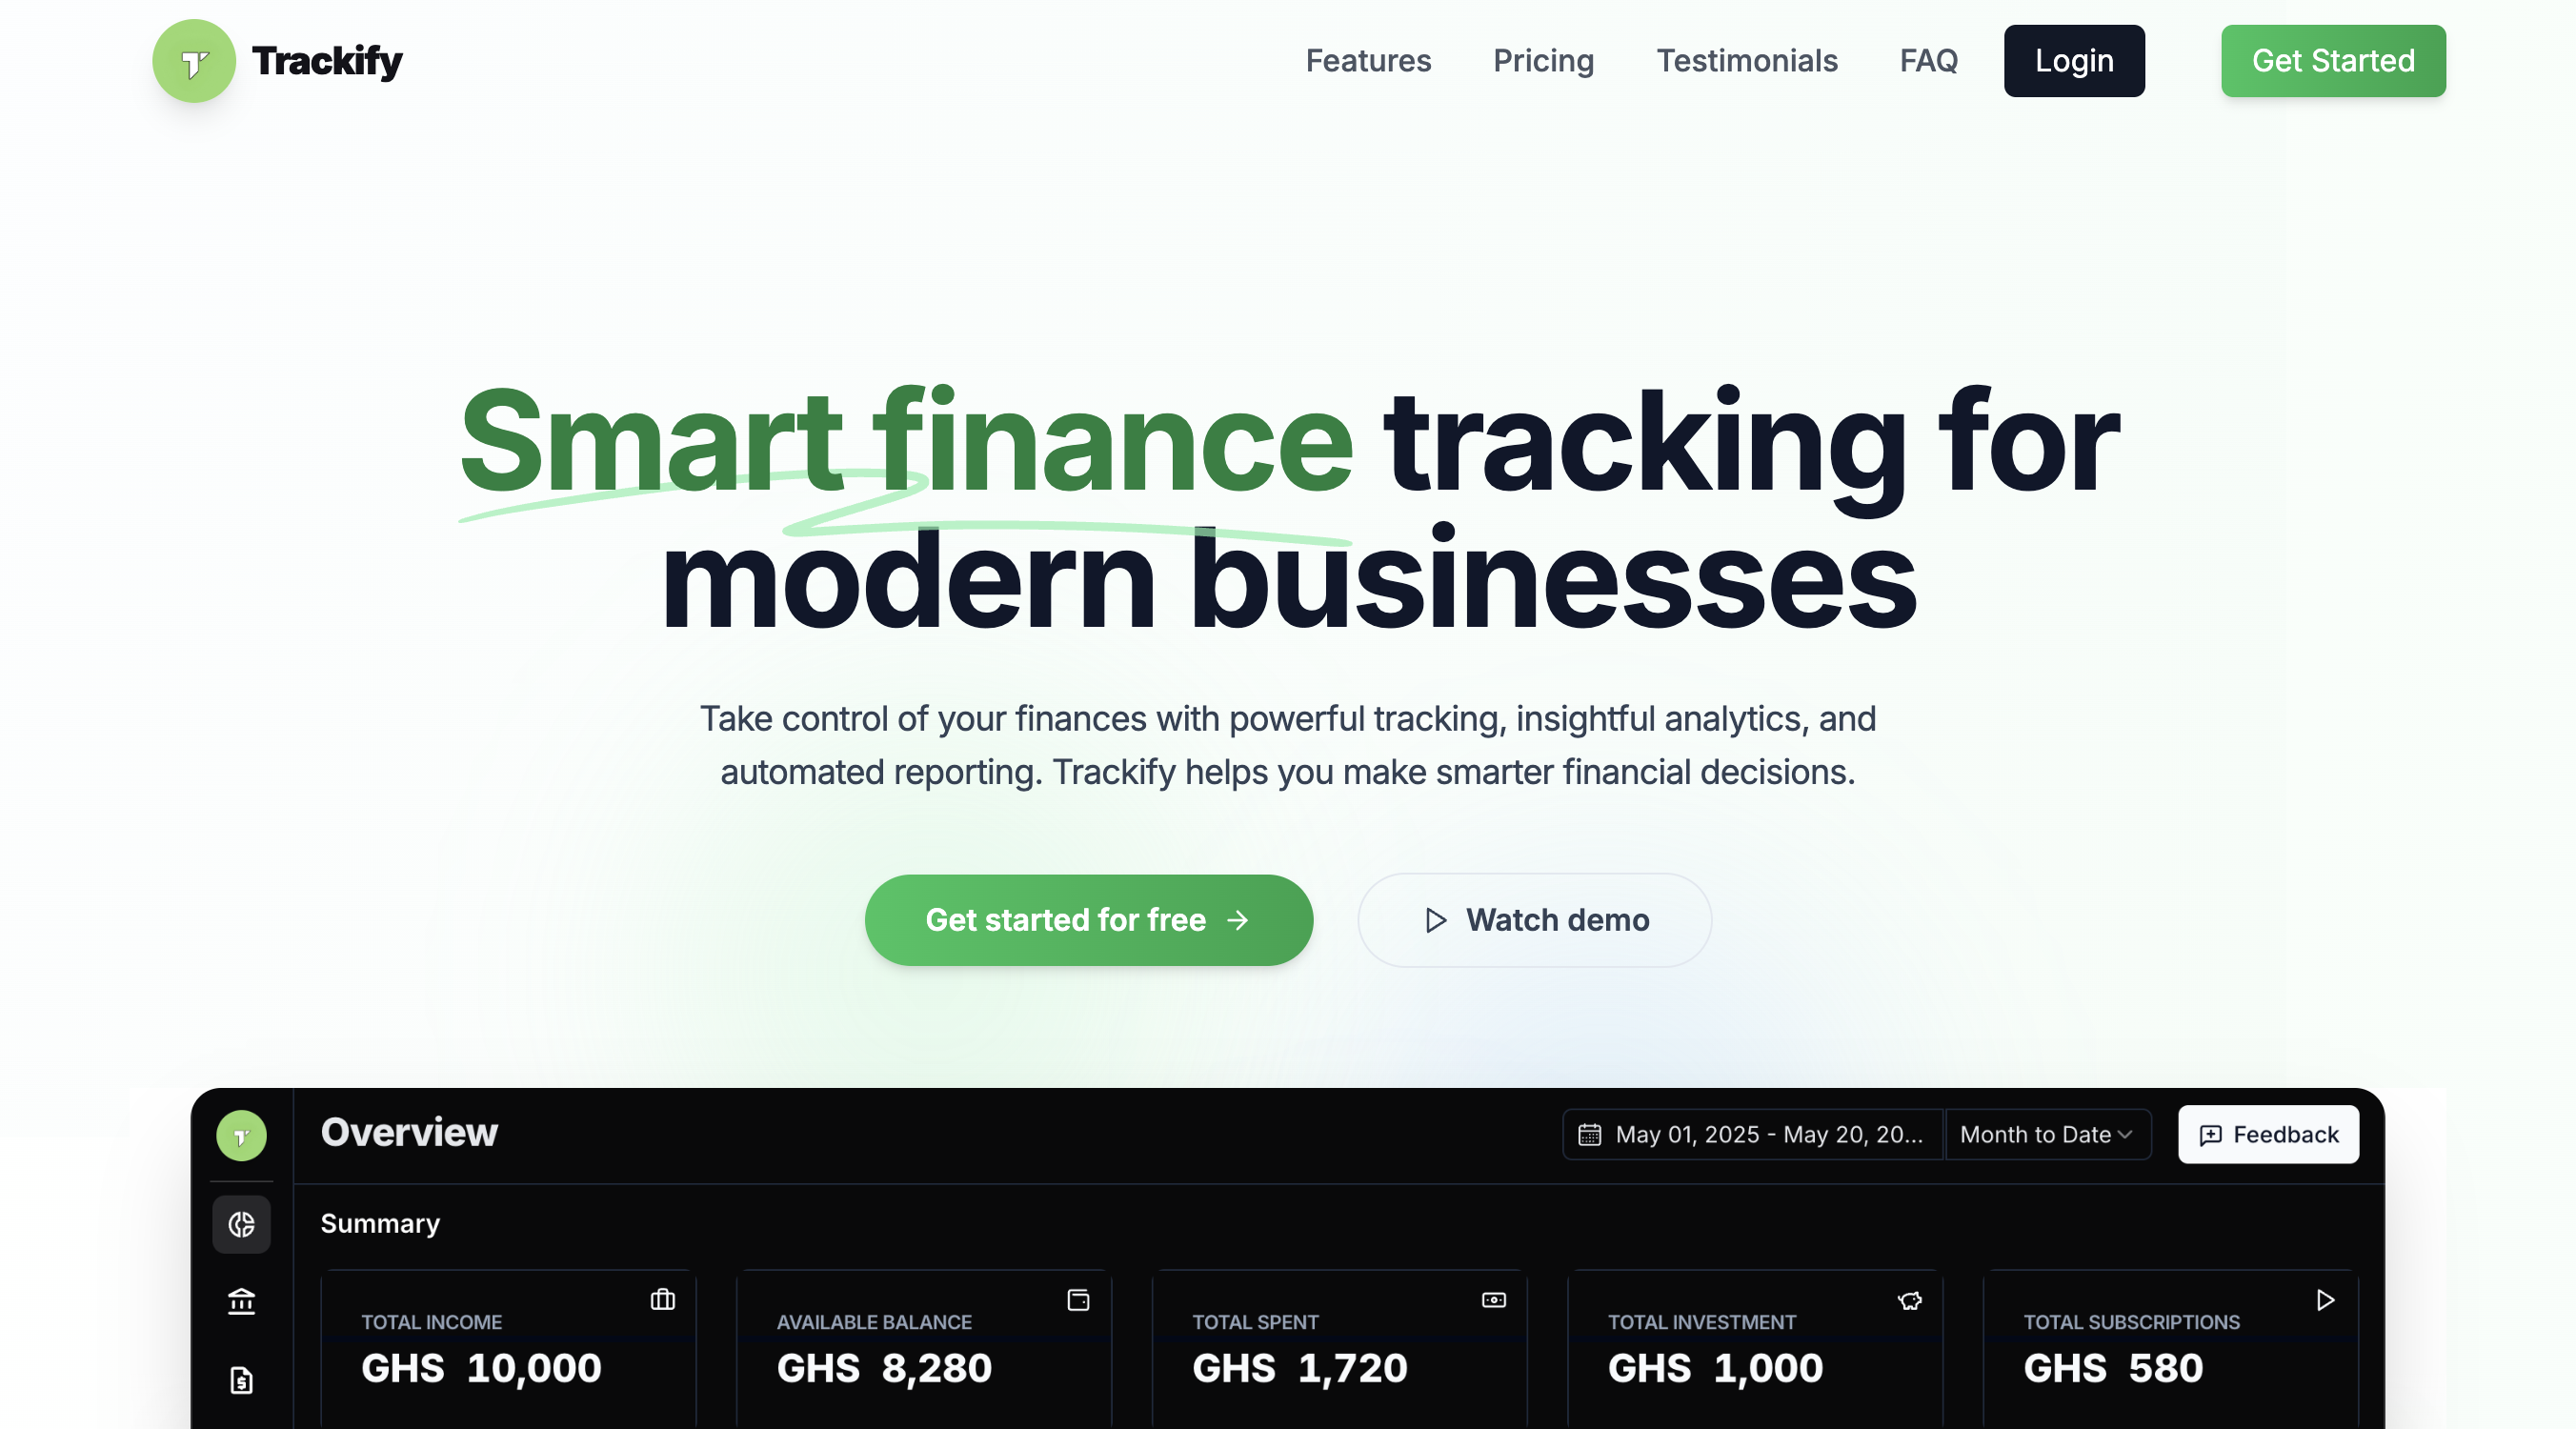 Trackify
Features Pricing Testimonials FAQ Login Get Started
Smart finance tracking for
modern businesses
Take control of your finances with powerful tracking, insightful analytics, and
automated reporting. Trackify helps you make smarter financial decisions.
Get started for free → Watch demo
Overview May 01, 2025 - May 20, 20... Month to Date Feedback
Summary
TOTAL INCOME
GHS 10,000
AVAILABLE BALANCE
GHS 8,280
TOTAL SPENT
GHS 1,720
TOTAL INVESTMENT
GHS 1,000
TOTAL SUBSCRIPTIONS
GHS 580